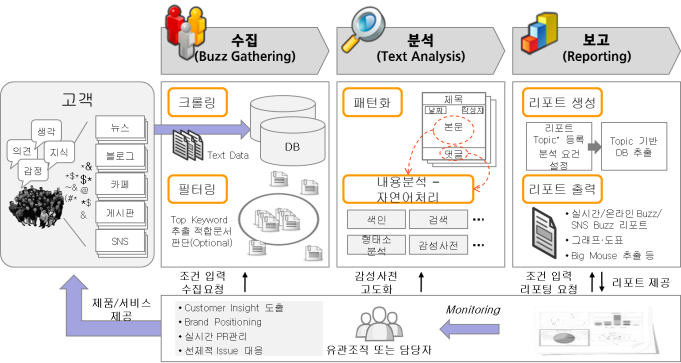 수집
(Buzz Gathering)
분석
(Text Analysis)
보고
(Reporting)
고객
생각
의견
지식
감정
*&
*$* $*
~& @
(#* *$
&
뉴스
블로그
카페
게시판
SNS
크롤링
Text Data
DB
필터링
Top Keyword
추출 적합문서
판단(Optional)
패턴화
제목
날짜
작성자
본문
댓글
내용분석 –
자연어처리
색인
검색
...
형태소
분석
감성사전
...
리포트 생성
리포트
Topic* 등록
분석 요건
설정
Topic 기반
DB 추출
리포트 출력
• 실시간/온라인 Buzz/
SNS Buzz 리포트
• 그래프·도표
• Big Mouse 추출 등
조건 입력
수집요청
감성사전
고도화
조건 입력
리포팅 요청
리포트 제공
제품/서비스
제공
• Customer Insight 도출
• Brand Positioning
• 실시간 PR관리
• 선제적 Issue 대응
유관조직 또는 담당자
Monitoring